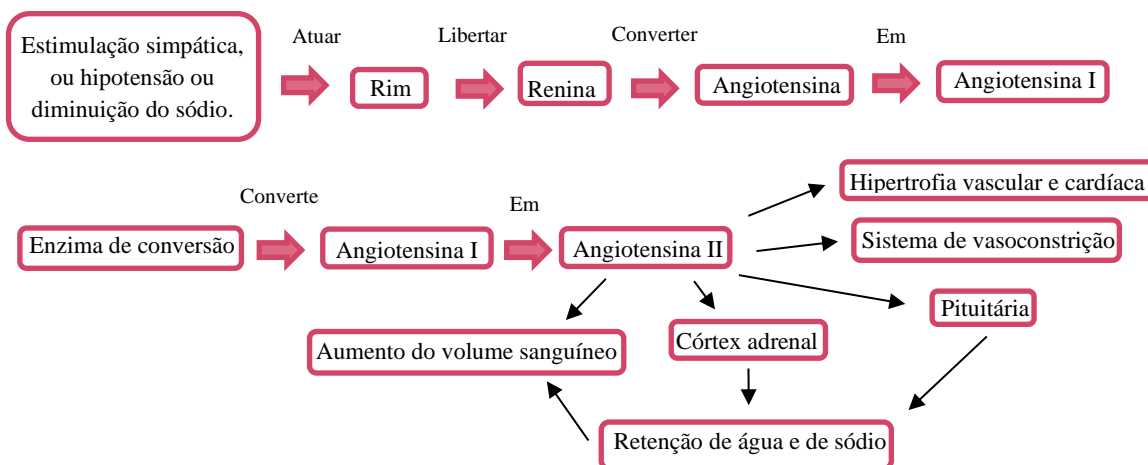 Estimulação simpática,
ou hipotensão ou
diminuição do sódio.
Atuar
Rim
Libertar
Renina
Converter
Angiotensina
Em
Angiotensina I
Enzima de conversão
Converte
Angiotensina I
Em
Angiotensina II
Hipertrofia vascular e cardíaca
Sistema de vasoconstrição
Pituitária
Aumento do volume sanguíneo
Córtex adrenal
Retenção de água e de sódio